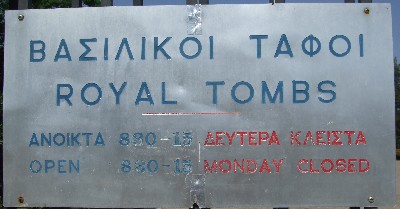 ΒΑΣΙΛΙΚΟΙ ΤΑΦΟΙ
ROYAL TOMBS
ΑΝΟΙΚΤΑ 830-15 ΔΕΥΤΕΡΑ ΚΛΕΙΣΤΑ
OPEN 830-15 MONDAY CLOSED